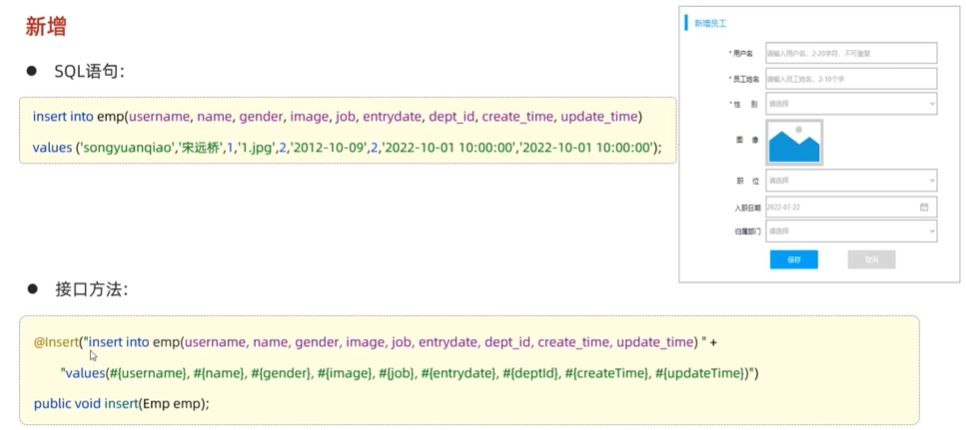 新增
● SQL语句：
insert into emp(username, name, gender, image, job, entrydate, dept_id, create_time, update_time)
values ('songyuanqiao','宋远桥',1,'1.jpg',2,'2012-10-09',2,'2022-10-01 10:00:00','2022-10-01 10:00:00');
新增员工
* 用户名 请输入用户名，2-20字符，不可重复
* 员工姓名 请输入员工姓名，2-10个字
* 性 别 请选择
图 像
职 位 请选择
入职日期 2022-07-22
归属部门 请选择
保存 取消
● 接口方法：
@Insert("insert into emp(username, name, gender, image, job, entrydate, dept_id, create_time, update_time) " +
"values(#{username}, #{name}, #{gender}, #{image}, #{job}, #{entrydate}, #{deptId}, #{createTime}, #{updateTime})")
public void insert(Emp emp);